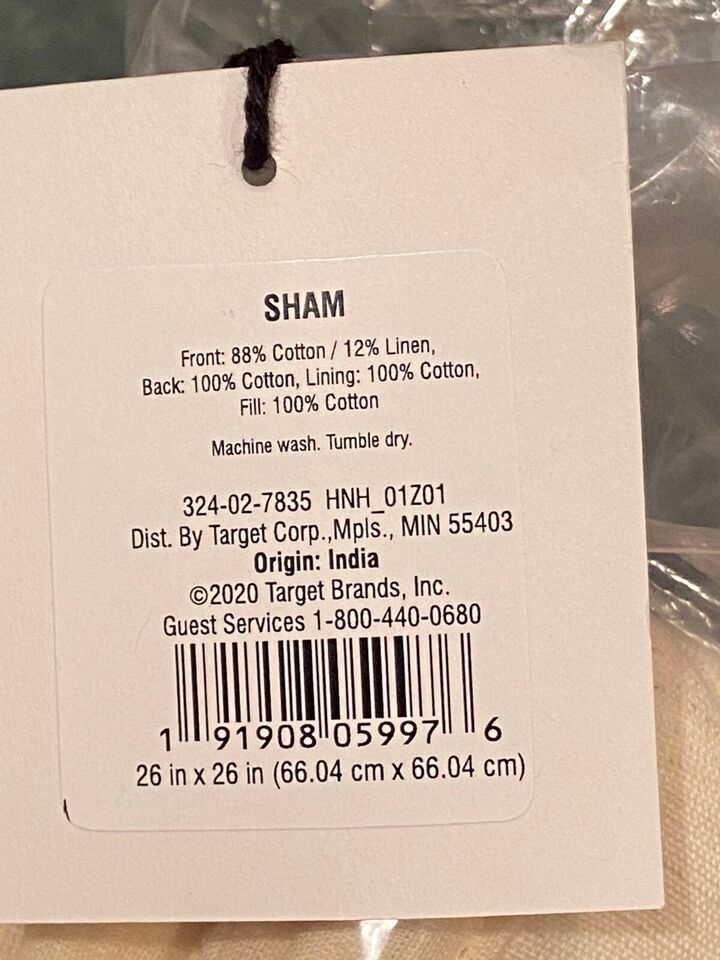 SHAM
Front: 88% Cotton / 12% Linen,
Back: 100% Cotton, Lining: 100% Cotton,
Fill: 100% Cotton
Machine wash. Tumble dry.
324-02-7835 HNH_01Z01
Dist. By Target Corp.,Mpls., MIN 55403
Origin: India
©2020 Target Brands, Inc.
Guest Services 1-800-440-0680
1 91908 05997 6
26 in x 26 in (66.04 cm x 66.04 cm)